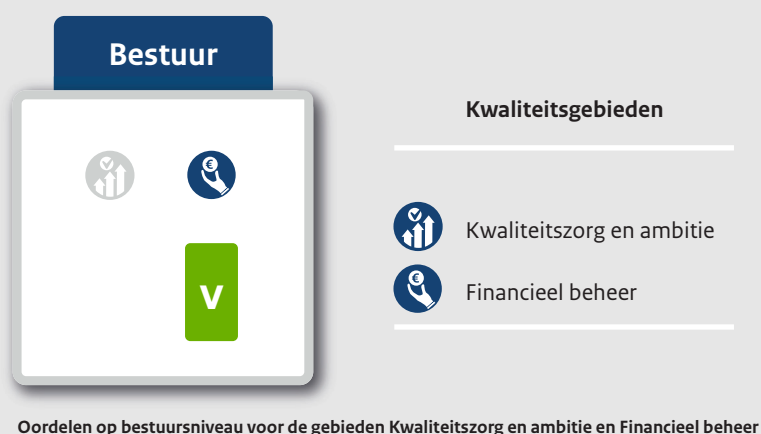 Bestuur
Kwaliteitsgebieden
€
Kwaliteitszorg en ambitie
€
Financieel beheer
V
Oordelen op bestuursniveau voor de gebieden Kwaliteitszorg en ambitie en Financieel beheer